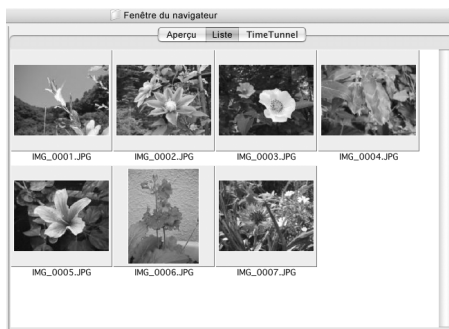 Fenêtre du navigateur
Aperçu Liste TimeTunnel
IMG_0001.JPG IMG_0002.JPG IMG_0003.JPG IMG_0004.JPG
IMG_0005.JPG IMG_0006.JPG IMG_0007.JPG